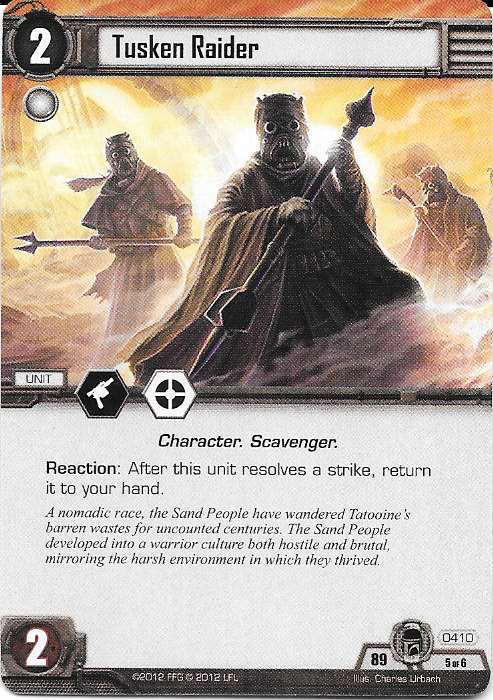 2
Tusken Raider
UNIT
Character. Scavenger.
Reaction: After this unit resolves a strike, return
it to your hand.
A nomadic race, the Sand People have wandered Tatooine's
barren wastes for uncounted centuries. The Sand People
developed into a warrior culture both hostile and brutal,
mirroring the harsh environment in which they thrived.
2
89
0410
5 of 6
©2012 FFG © 2012 LFL
Illus. Charles Urbach